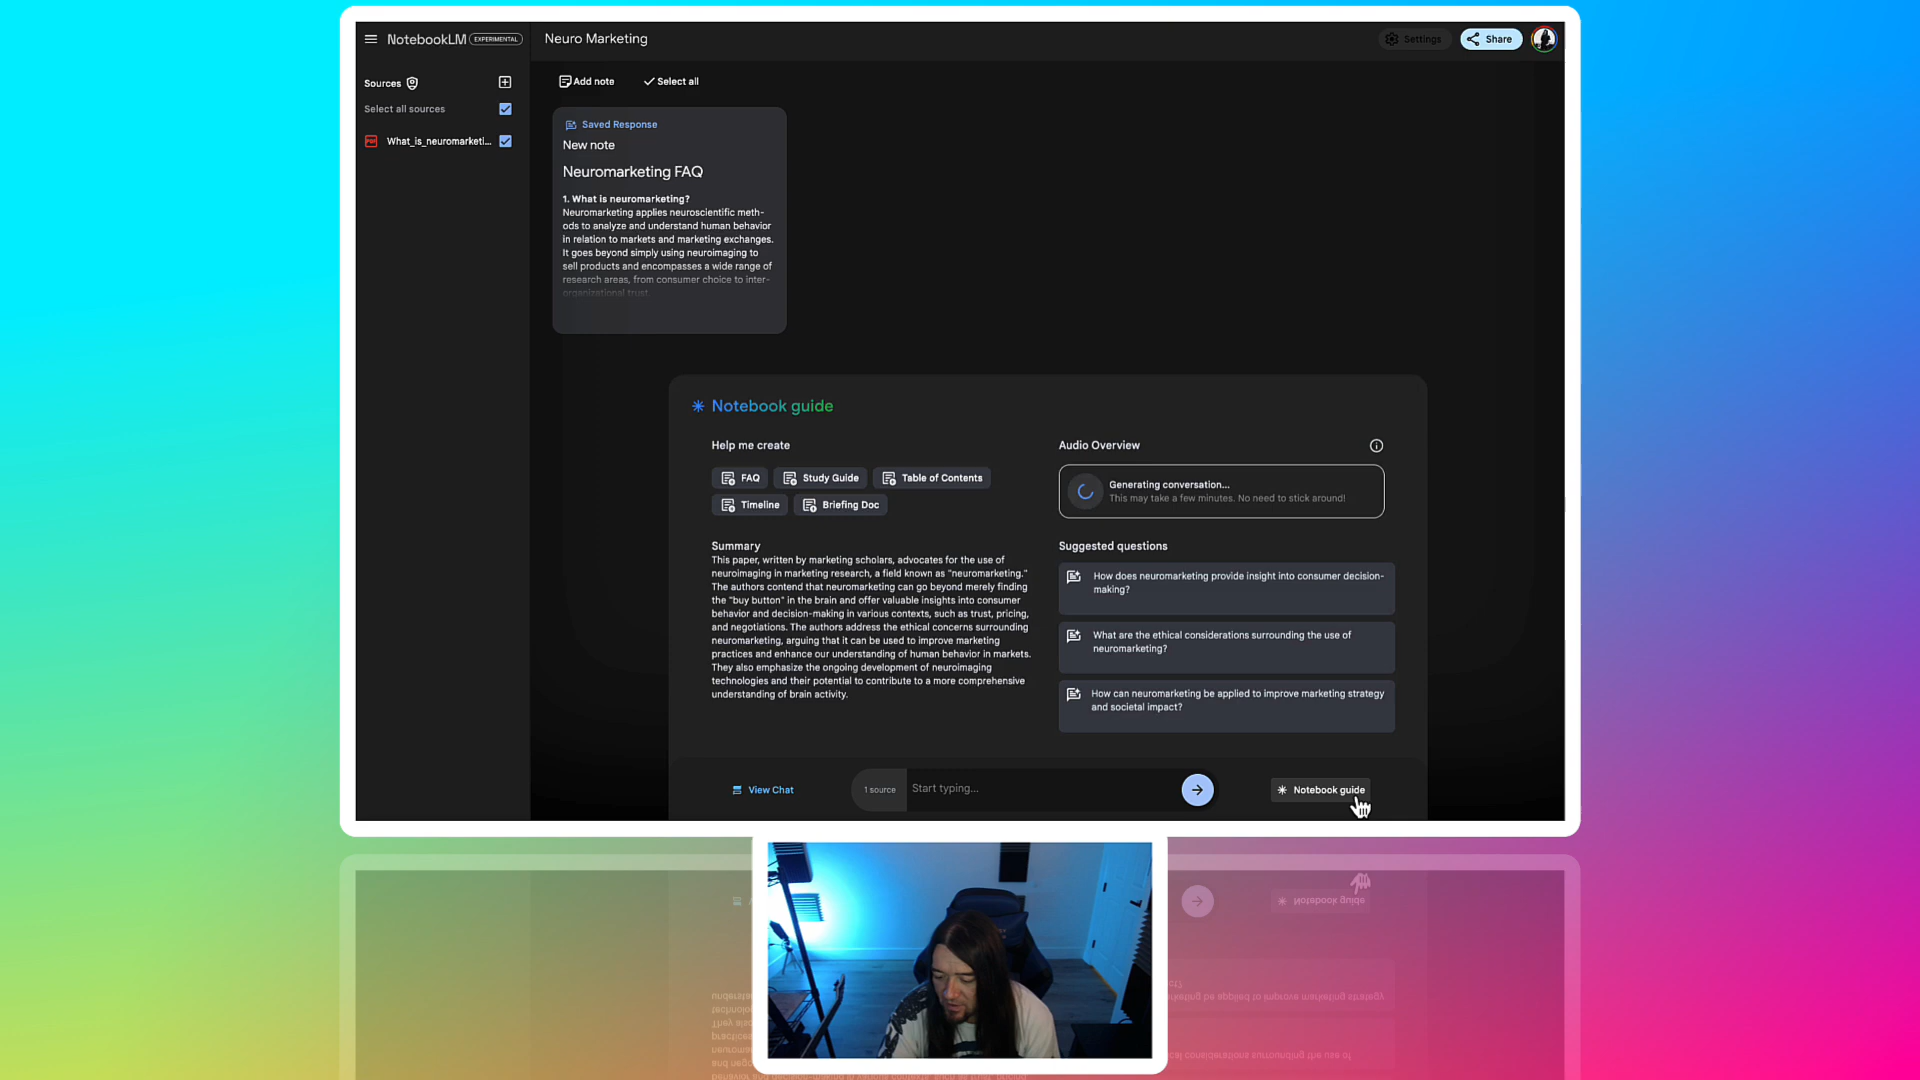 NotebookLM EXPERIMENTAL
Neuro Marketing
Settings
Share
Sources
Select all sources
What_is_neuromarketi...
Add note
Select all
Saved Response
New note
Neuromarketing FAQ
1. What is neuromarketing?
Neuromarketing applies neuroscientific meth-
ods to analyze and understand human behavior
in relation to markets and marketing exchanges.
It goes beyond simply using neuroimaging to
sell products and encompasses a wide range of
research areas, from consumer choice to inter-
organizational trust.
Notebook guide
Help me create
FAQ
Study Guide
Table of Contents
Timeline
Briefing Doc
Summary
This paper, written by marketing scholars, advocates for the use of
neuroimaging in marketing research, a field known as "neuromarketing."
The authors contend that neuromarketing can go beyond merely finding
the "buy button" in the brain and offer valuable insights into consumer
behavior and decision-making in various contexts, such as trust, pricing,
and negotiations. The authors address the ethical concerns surrounding
neuromarketing, arguing that it can be used to improve marketing
practices and enhance our understanding of human behavior in markets.
They also emphasize the ongoing development of neuroimaging
technologies and their potential to contribute to a more comprehensive
understanding of brain activity.
Audio Overview
Generating conversation...
This may take a few minutes. No need to stick around!
Suggested questions
How does neuromarketing provide insight into consumer decision-
making?
What are the ethical considerations surrounding the use of
neuromarketing?
How can neuromarketing be applied to improve marketing strategy
and societal impact?
View Chat
1 source
Start typing...
Notebook guide